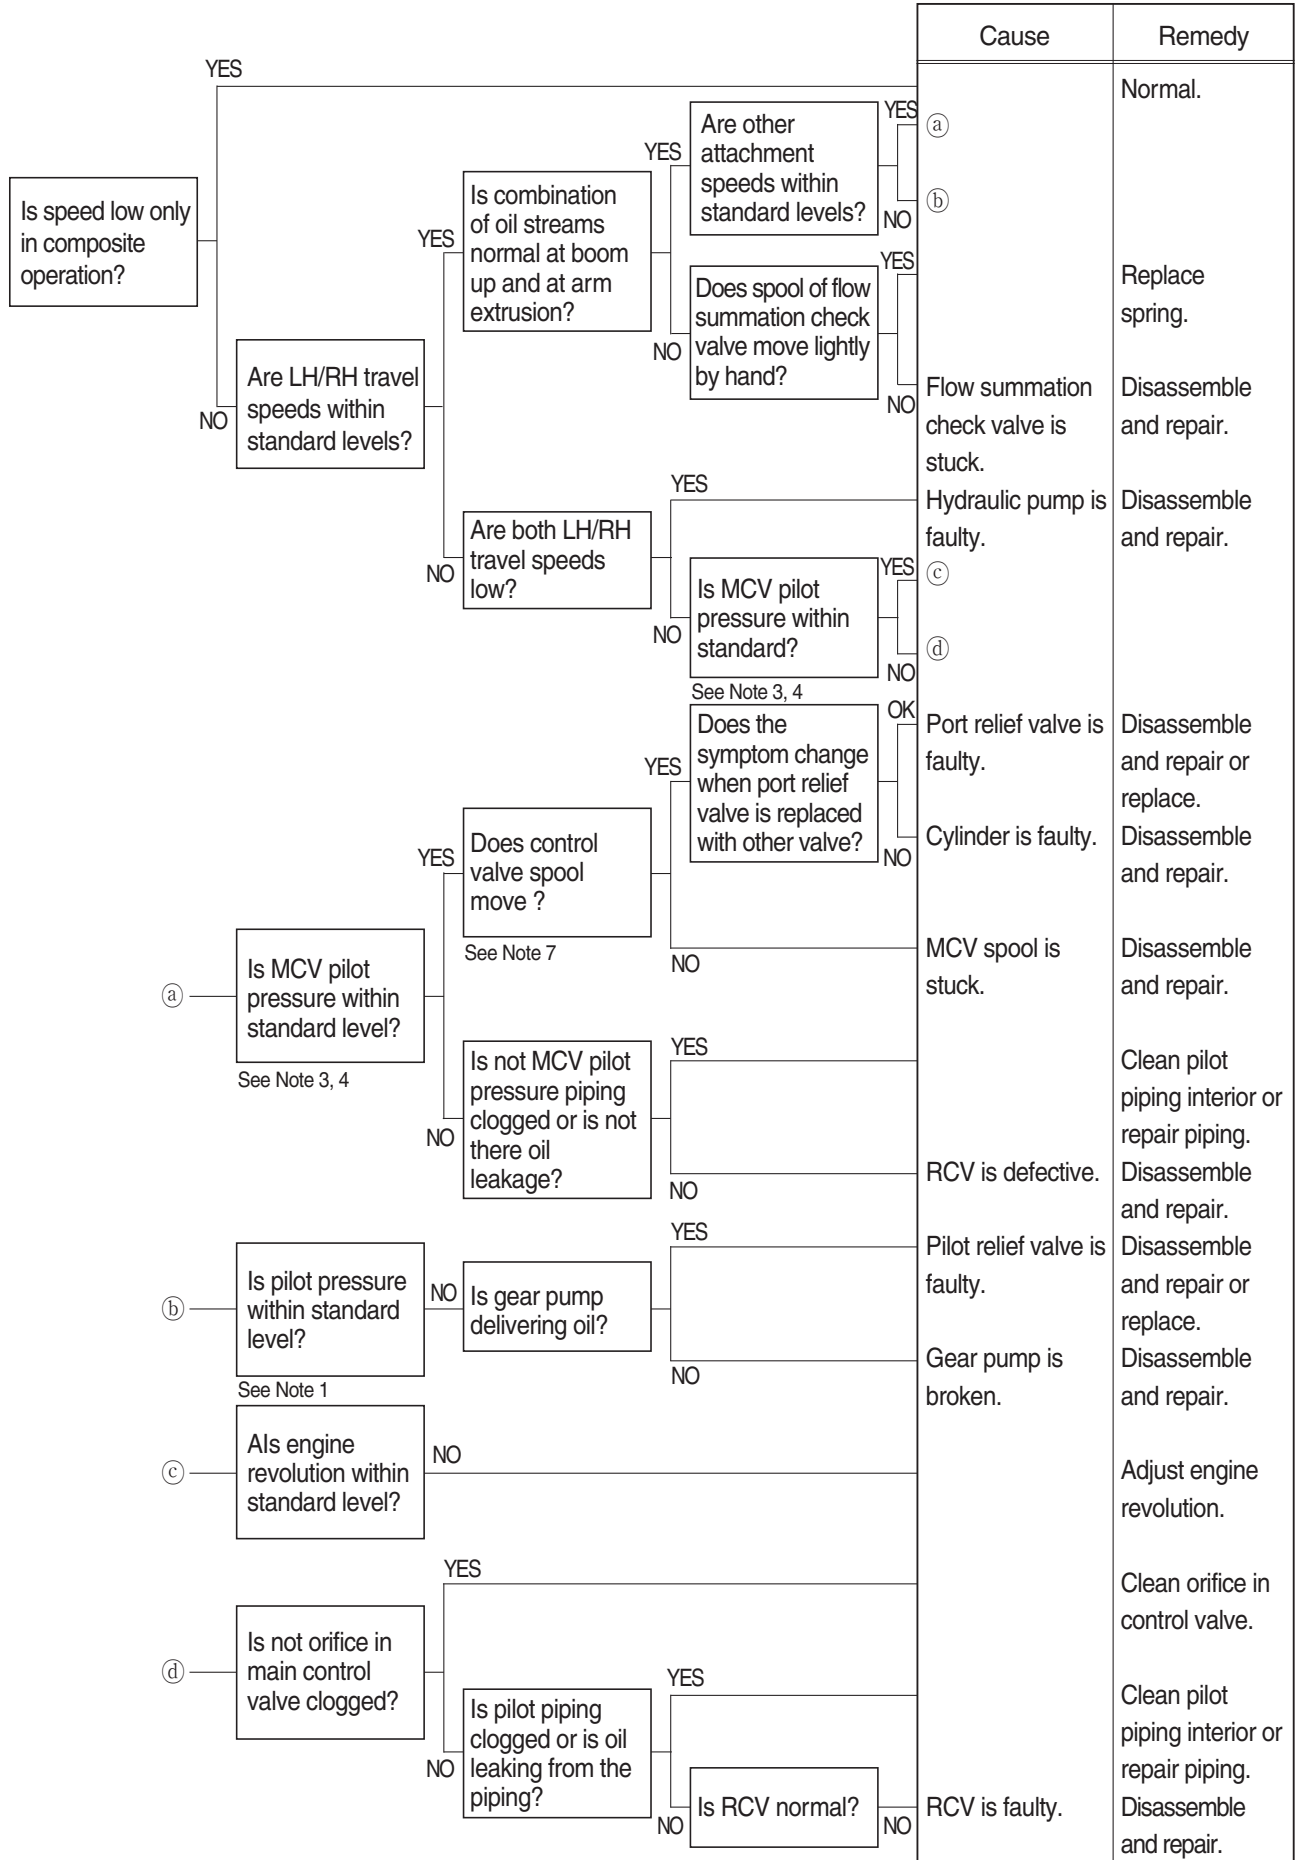 Cause
Remedy
YES
Normal.
Is speed low only
in composite
operation?
NO
Are LH/RH travel
speeds within
standard levels?
YES
Is combination
of oil streams
normal at boom
up and at arm
extrusion?
YES
Are other
attachment
speeds within
standard levels?
YES
ⓐ
NO
ⓑ
NO
Does spool of flow
summation check
valve move lightly
by hand?
YES
Replace
spring.
NO
Flow summation
check valve is
stuck.
Disassemble
and repair.
NO
Are both LH/RH
travel speeds
low?
YES
Hydraulic pump is
faulty.
Disassemble
and repair.
NO
Is MCV pilot
pressure within
standard?
See Note 3, 4
YES
ⓒ
NO
ⓓ
ⓐ
Is MCV pilot
pressure within
standard level?
See Note 3, 4
YES
Does control
valve spool
move ?
See Note 7
YES
Does the
symptom change
when port relief
valve is replaced
with other valve?
OK
Port relief valve is
faulty.
Disassemble
and repair or
replace.
NO
Cylinder is faulty.
Disassemble
and repair.
NO
MCV spool is
stuck.
Disassemble
and repair.
NO
Is not MCV pilot
pressure piping
clogged or is not
there oil
leakage?
YES
Clean pilot
piping interior or
repair piping.
NO
RCV is defective.
Disassemble
and repair.
ⓑ
Is pilot pressure
within standard
level?
See Note 1
NO
Is gear pump
delivering oil?
YES
Pilot relief valve is
faulty.
Disassemble
and repair or
replace.
NO
Gear pump is
broken.
Disassemble
and repair.
ⓒ
AIs engine
revolution within
standard level?
NO
Adjust engine
revolution.
ⓓ
Is not orifice in
main control
valve clogged?
YES
Clean orifice in
control valve.
NO
Is pilot piping
clogged or is oil
leaking from the
piping?
YES
Clean pilot
piping interior or
repair piping.
NO
Is RCV normal?
NO
RCV is faulty.
Disassemble
and repair.